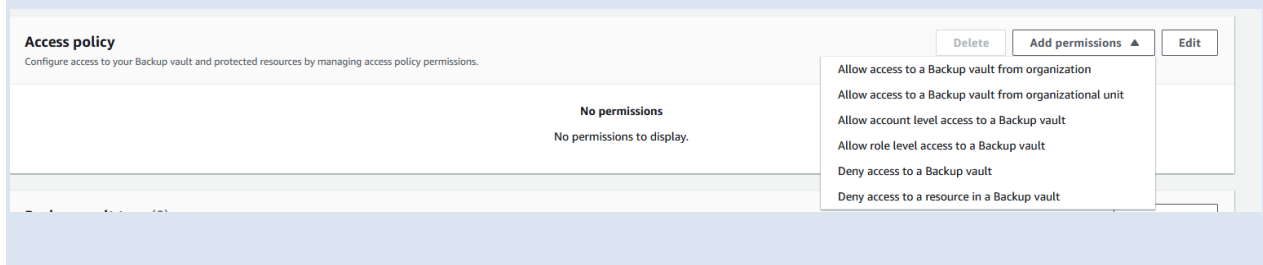 Access policy
Delete
Add permissions ▲
Edit
Configure access to your Backup vault and protected resources by managing access policy permissions.
Allow access to a Backup vault from organization
Allow access to a Backup vault from organizational unit
Allow account level access to a Backup vault
Allow role level access to a Backup vault
Deny access to a Backup vault
Deny access to a resource in a Backup vault
No permissions
No permissions to display.